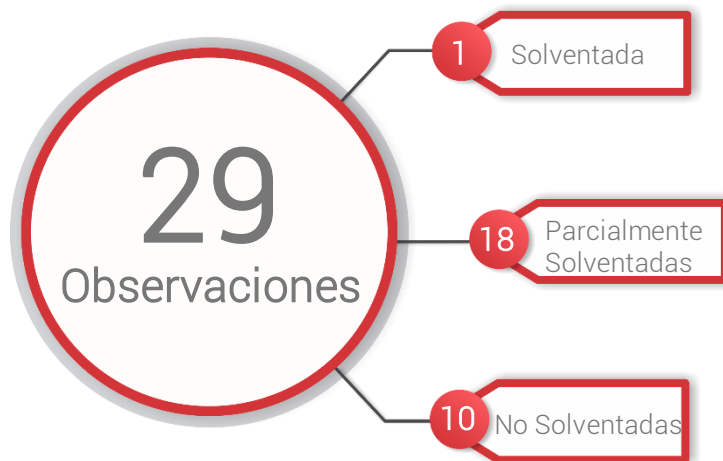 29
Observaciones
1
Solventada
18
Parcialmente
Solventadas
10
No Solventadas